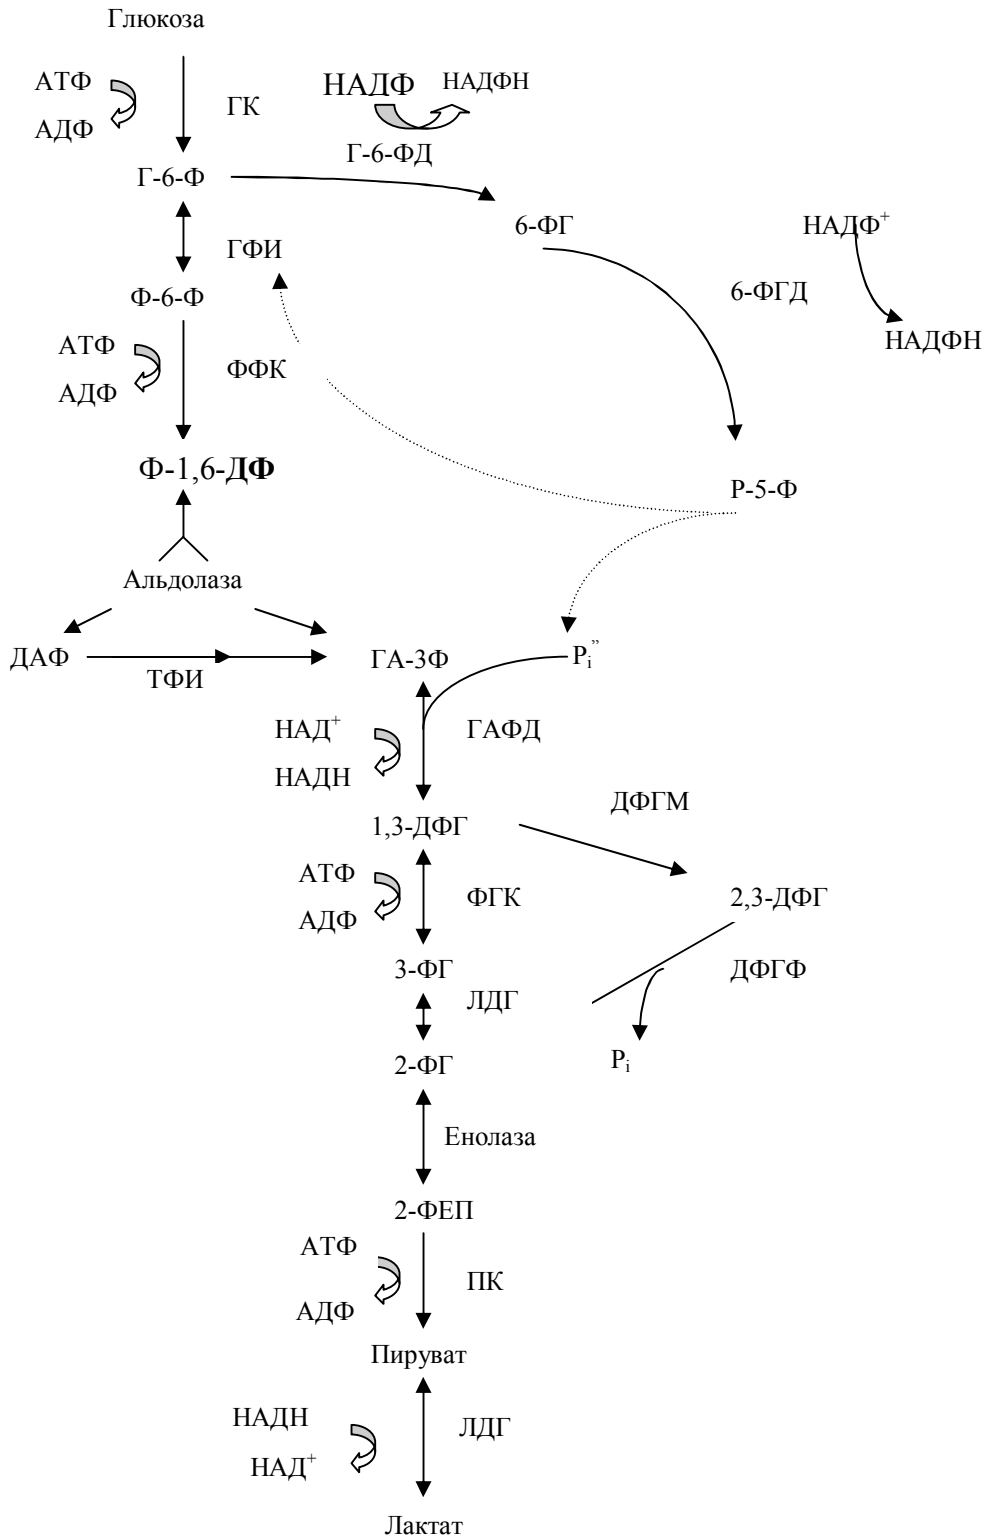 Глюкоза
АТФ
АДФ
ГК
НАДФ
НАДФН
Г-6-ФД
Г-6-Ф
6-ФГ
НАДФ⁺
ГФИ
6-ФГД
Ф-6-Ф
НАДФН
АТФ
ФФК
АДФ
Ф-1,6-ДФ
Р-5-Ф
Альдолаза
ДАФ
ТФИ
ГА-3Ф
Pᵢ”
НАД⁺
ГАФД
НАДН
ДФГМ
1,3-ДФГ
АТФ
ФГК
2,3-ДФГ
АДФ
3-ФГ
ДФГФ
ЛДГ
2-ФГ
Pᵢ
Енолаза
2-ФЕП
АТФ
ПК
АДФ
Пируват
НАДН
ЛДГ
НАД⁺
Лактат